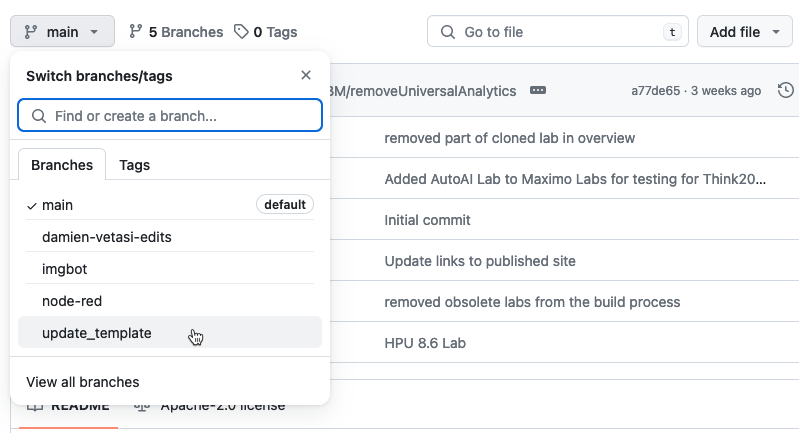 main
5 Branches
0 Tags
Go to file
t
Add file
Switch branches/tags
Find or create a branch...
Branches
Tags
main
default
damien-vetasi-edits
imgbot
node-red
update_template
View all branches
BM/removeUniversalAnalytics
a77de65 · 3 weeks ago
removed part of cloned lab in overview
Added AutoAI Lab to Maximo Labs for testing for Think20...
Initial commit
Update links to published site
removed obsolete labs from the build process
HPU 8.6 Lab
README
Apache-2.0 license